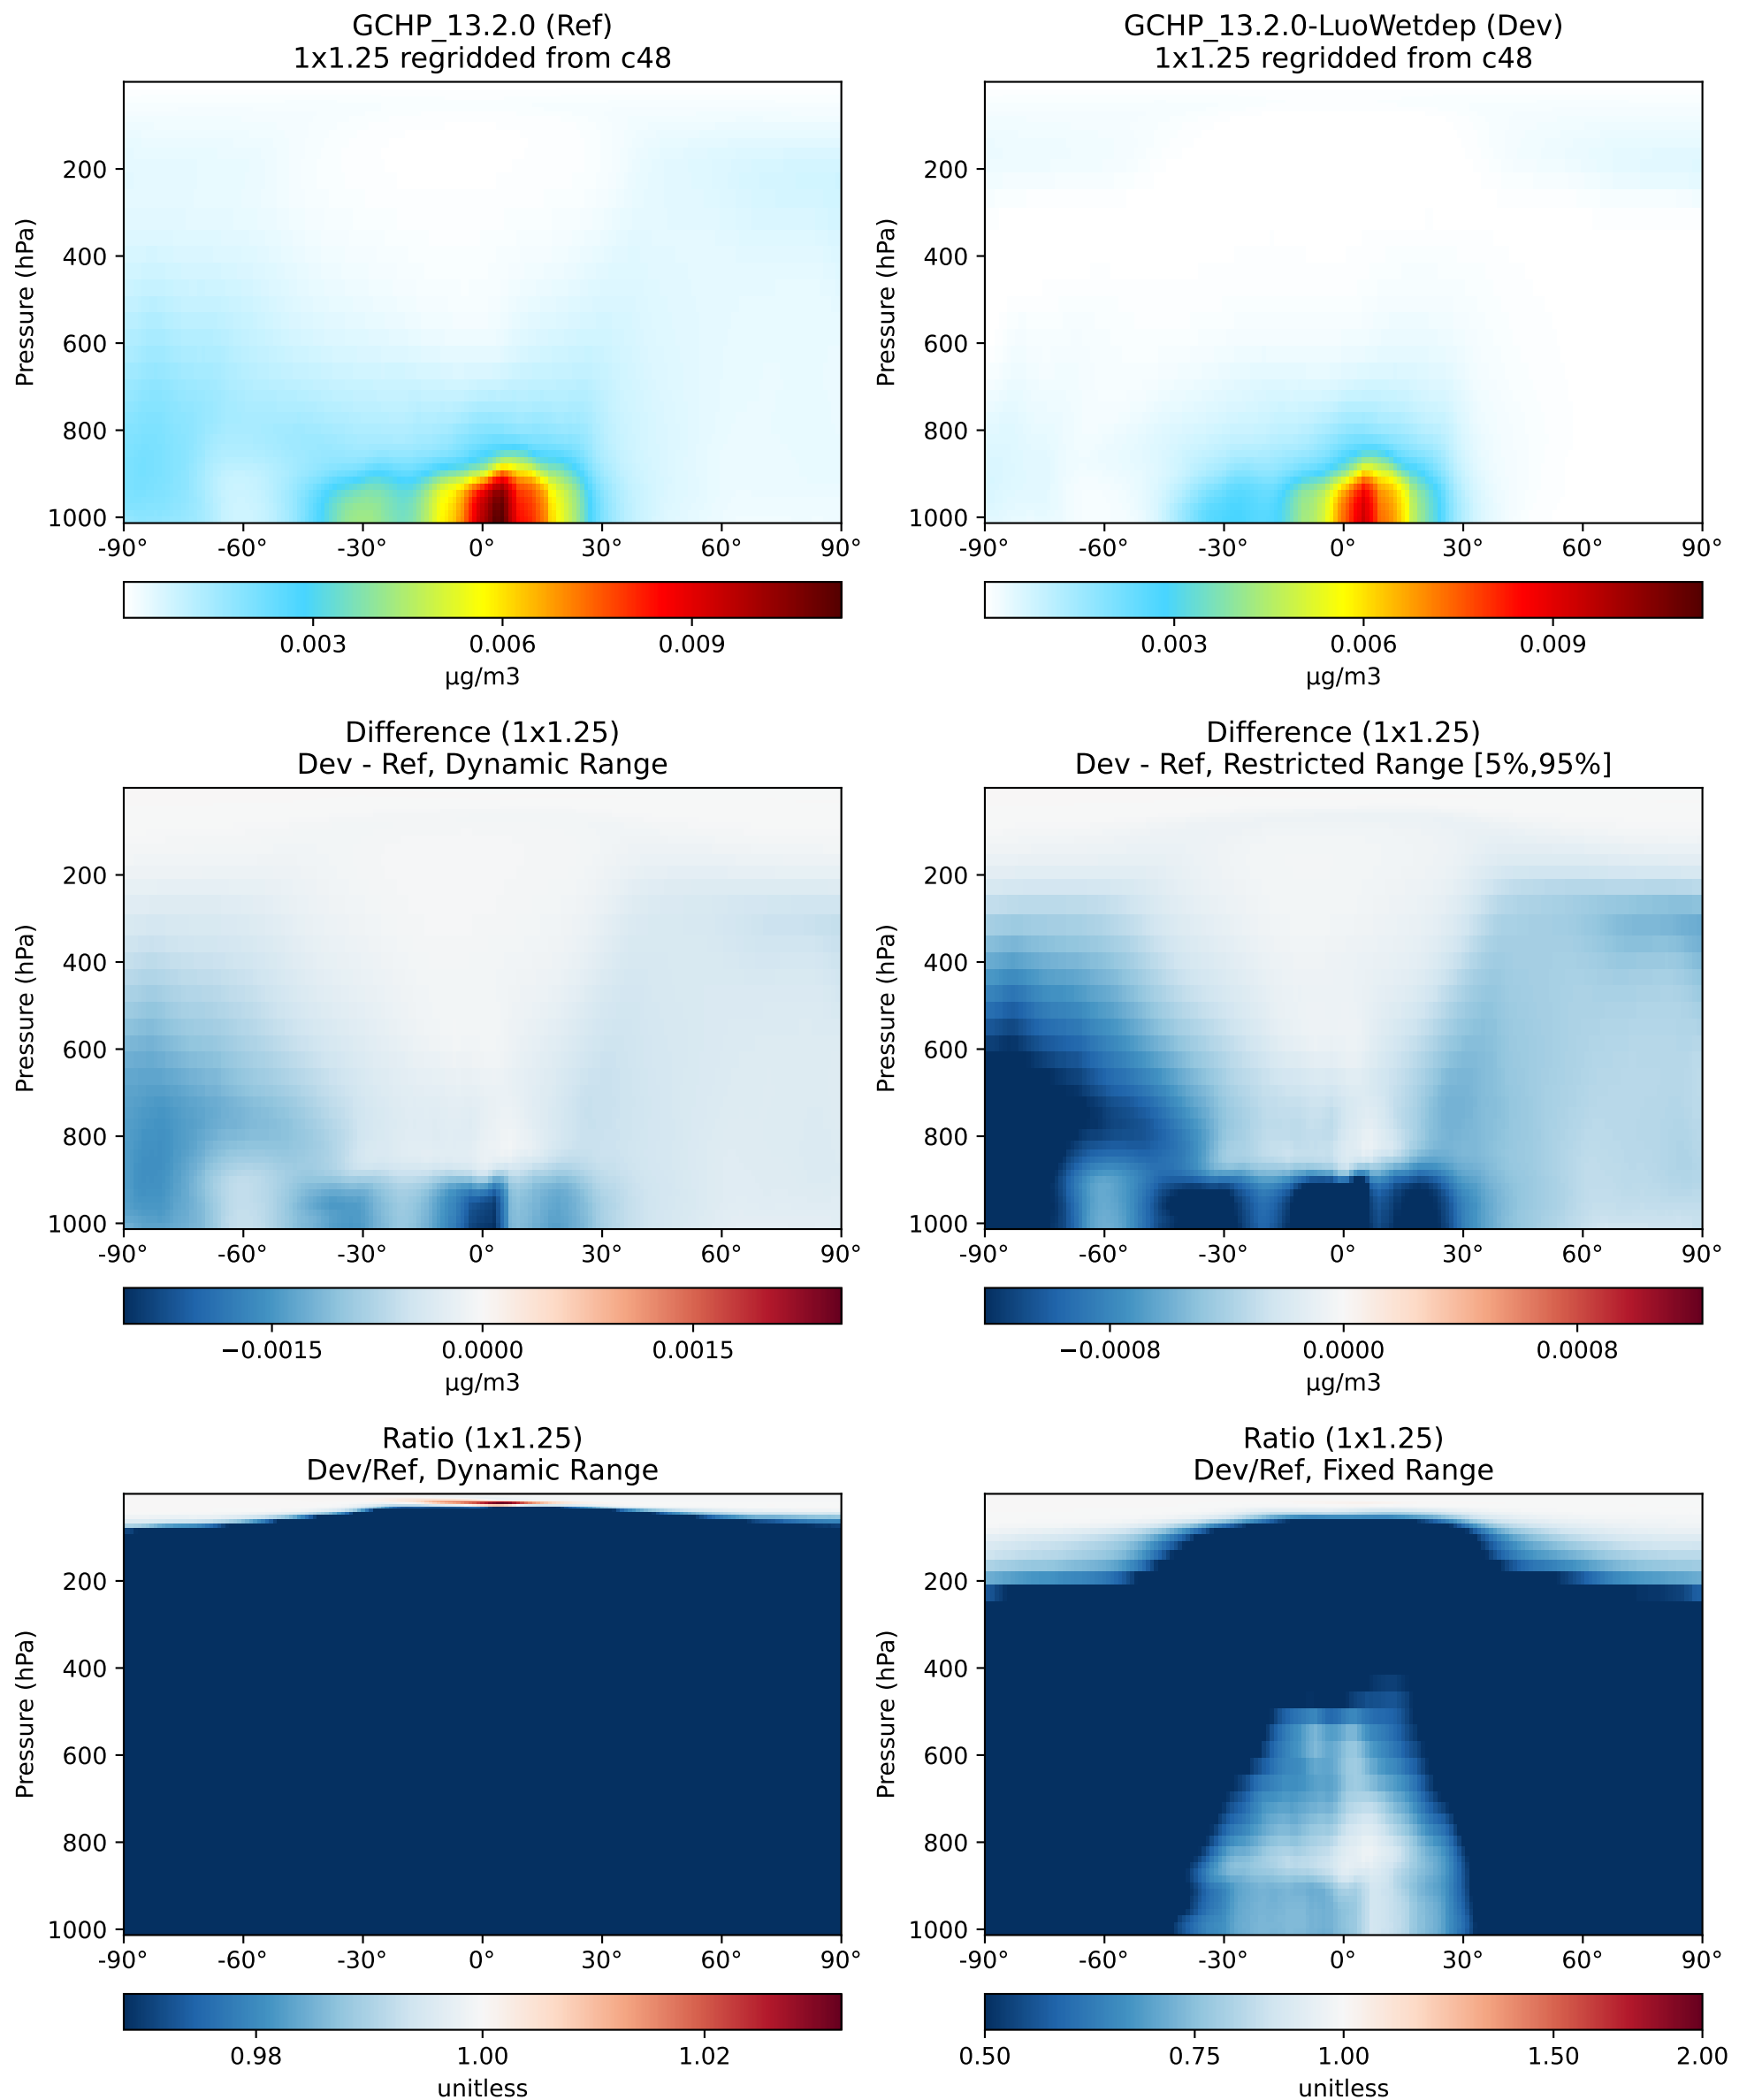 GCHP_13.2.0 (Ref)
1x1.25 regridded from c48
GCHP_13.2.0-LuoWetdep (Dev)
1x1.25 regridded from c48
Pressure (hPa)
200
400
600
800
1000
-90° -60° -30° 0° 30° 60° 90°
0.003 0.006 0.009
µg/m3
Pressure (hPa)
200
400
600
800
1000
-90° -60° -30° 0° 30° 60° 90°
0.003 0.006 0.009
µg/m3
Difference (1x1.25)
Dev - Ref, Dynamic Range
Difference (1x1.25)
Dev - Ref, Restricted Range [5%,95%]
Pressure (hPa)
200
400
600
800
1000
-90° -60° -30° 0° 30° 60° 90°
−0.0015 0.0000 0.0015
µg/m3
Pressure (hPa)
200
400
600
800
1000
-90° -60° -30° 0° 30° 60° 90°
−0.0008 0.0000 0.0008
µg/m3
Ratio (1x1.25)
Dev/Ref, Dynamic Range
Ratio (1x1.25)
Dev/Ref, Fixed Range
Pressure (hPa)
200
400
600
800
1000
-90° -60° -30° 0° 30° 60° 90°
0.98 1.00 1.02
unitless
Pressure (hPa)
200
400
600
800
1000
-90° -60° -30° 0° 30° 60° 90°
0.50 0.75 1.00 1.50 2.00
unitless